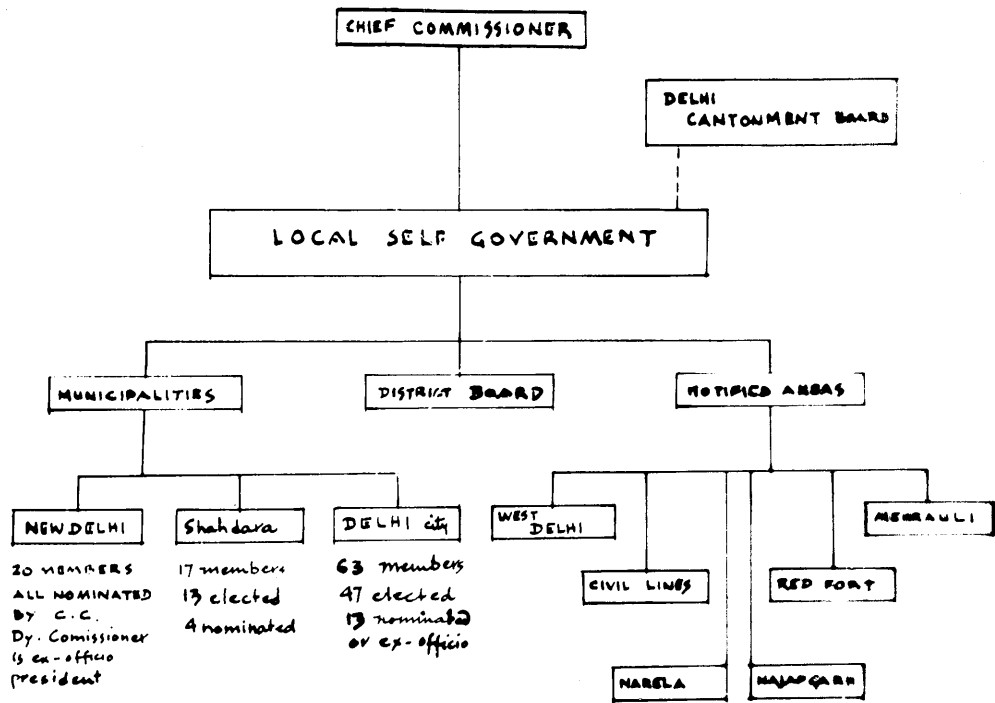 CHIEF COMMISSIONER
DELHI
CANTONMENT BOARD
LOCAL SELF GOVERNMENT
MUNICIPALITIES
DISTRICT BOARD
NOTIFIED AREAS
NEW DELHI
20 MEMBERS
ALL NOMINATED
BY C.C.
Dy. Comissioner
is ex-officio
president
Shahdara
17 members
13 elected
4 nominated
DELHI city
63 members
47 elected
13 nominated
or ex-officio
WEST
DELHI
CIVIL LINES
NARELA
NAJAFGARH
RED FORT
MEHRAULI